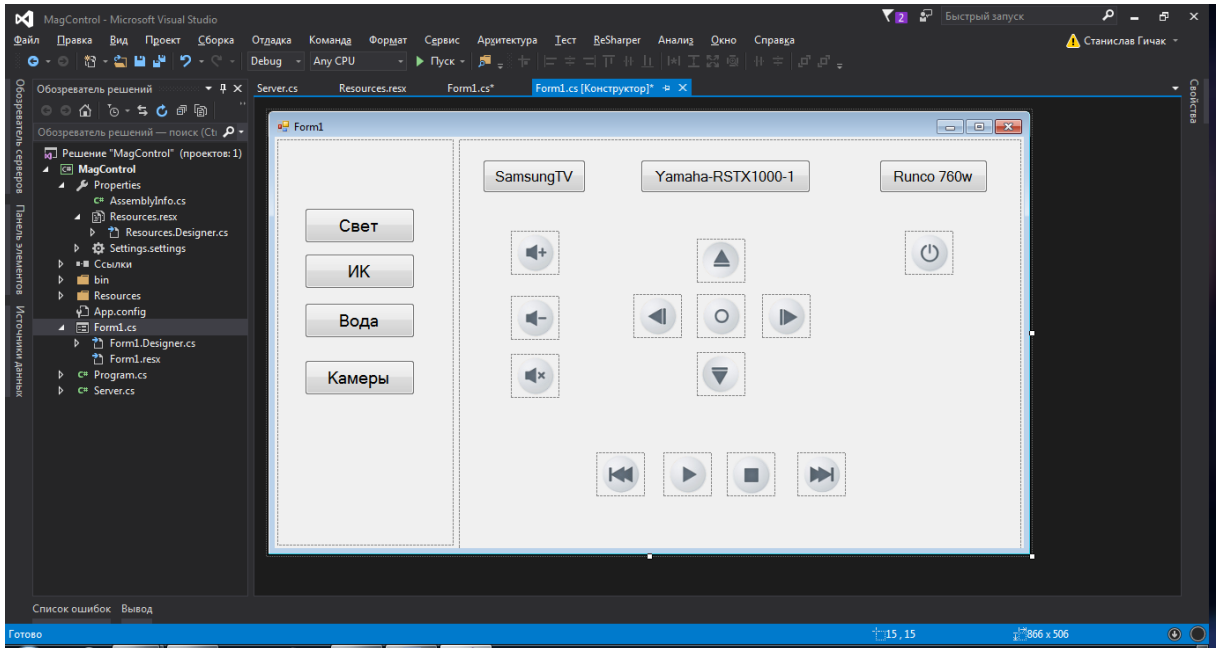 MagControl - Microsoft Visual Studio
2
Быстрый запуск
Файл Правка Вид Проект Сборка Отладка Команда Формат Сервис Архитектура Тест ReSharper Анализ Окно Справка
Станислав Гичак
Debug Any CPU Пуск
Обозреватель серверов
Панель элементов
Источники данных
Обозреватель решений
Обозреватель решений — поиск (Ct
Решение "MagControl" (проектов: 1)
MagControl
Properties
AssemblyInfo.cs
Resources.resx
Resources.Designer.cs
Settings.settings
Ссылки
bin
Resources
App.config
Form1.cs
Form1.Designer.cs
Form1.resx
Program.cs
Server.cs
Server.cs Resources.resx Form1.cs* Form1.cs [Конструктор]*
Form1
SamsungTV Yamaha-RSTX1000-1 Runco 760w
Свет
ИК
Вода
Камеры
Свойства
Список ошибок Вывод
Готово 15 , 15 866 x 506